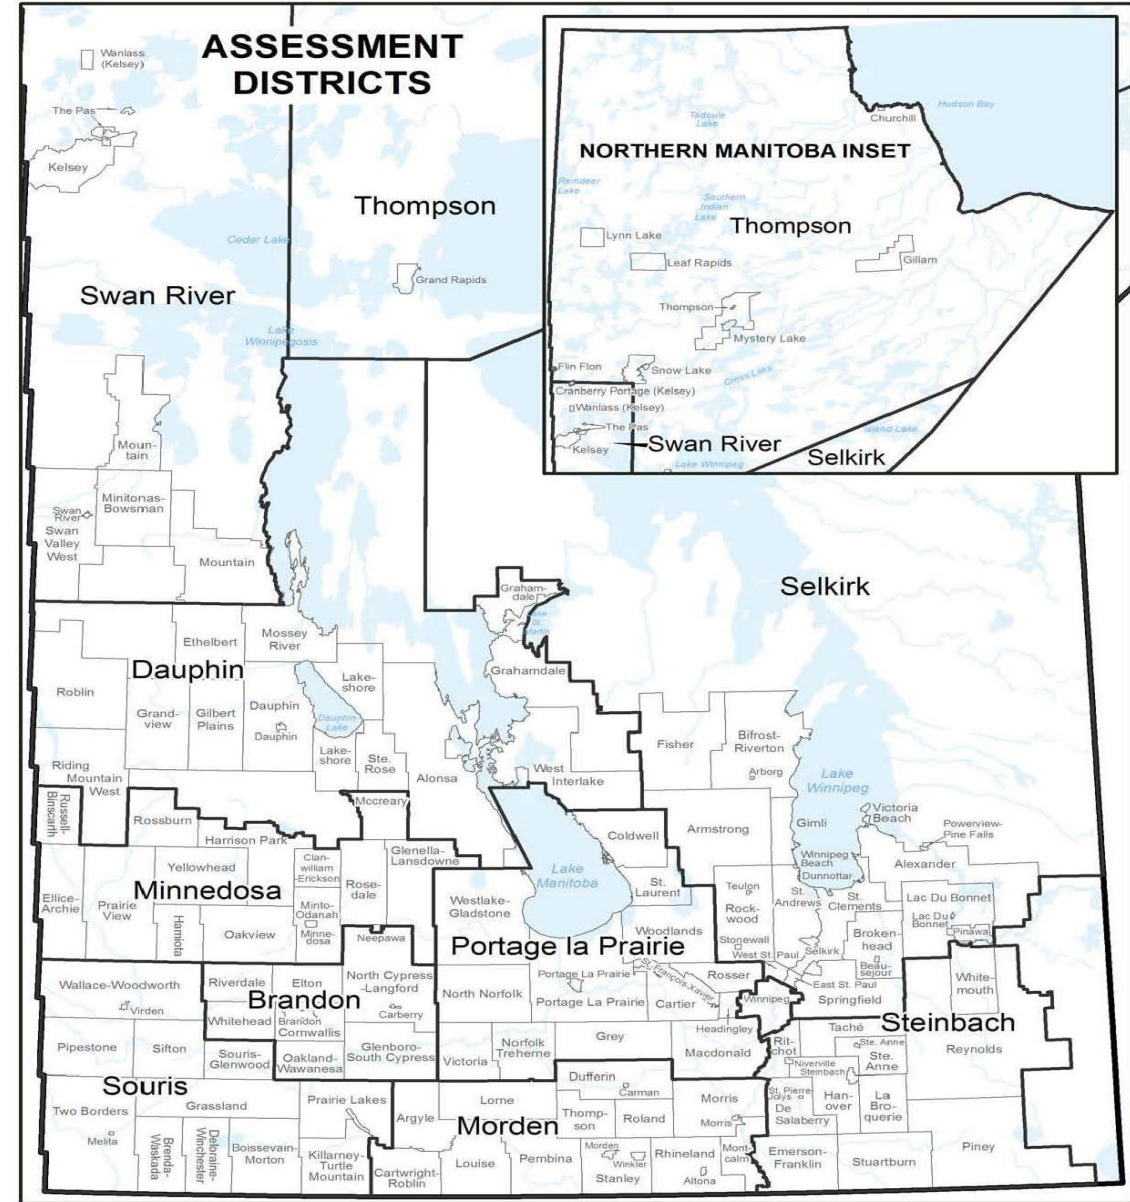 ASSESSMENT
DISTRICTS
Wanlass
(Kelsey)
The Pas
Kelsey
Thompson
Cedar Lake
Grand Rapids
Swan River
Lake
Winnipegosis
NORTHERN MANITOBA INSET
Hudson Bay
Churchill
Tadoule
Lake
Reindeer
Lake
Southern
Indian
Lake
Thompson
Lynn Lake
Leaf Rapids
Gillam
Thompson
Mystery Lake
Flin Flon
Snow Lake
Cross Lake
Cranberry Portage (Kelsey)
Wanlass (Kelsey)
The Pas
Kelsey
Swan River
Island Lake
Lake Winnipeg
Selkirk
Moun-
tain
Minitonas-
Bowsman
Swan
River
Swan
Valley
West
Mountain
Selkirk
Graham-
dale
Lake
St.
Martin
Grahamdale
Ethelbert
Mossey
River
Dauphin
Roblin
Lake-
shore
Grand-
view
Gilbert
Plains
Dauphin
Dauphin
Dauphin
Lake
Lake-
shore
Ste.
Rose
Alonsa
West
Interlake
Fisher
Bifrost-
Riverton
Arborg
Lake
Winnipeg
Riding
Mountain
West
Russell-
Binscarth
Rossburn
Mccreary
Harrison Park
Glenella-
Lansdowne
Coldwell
Armstrong
Gimli
Victoria
Beach
Powerview-
Pine Falls
Yellowhead
Clan-
william
-Erickson
Minnedosa
Rose-
dale
Lake
Manitoba
St.
Laurent
Winnipeg
Beach
Dunnottar
Alexander
Ellice-
Archie
Prairie
View
Hamiota
Oakview
Minto-
Odanah
Minne-
dosa
Westlake-
Gladstone
Teulon
Rock-
wood
St.
Andrews
St.
Clements
Lac Du Bonnet
Lac Du
Bonnet
Pinawa
Neepawa
Portage la Prairie
Woodlands
Stonewall
West St. Paul
Selkirk
Broken-
head
Beau-
sejour
Wallace-Woodworth
Virden
Riverdale
Elton
North Cypress
-Langford
Brandon
Carberry
Whitehead
Brandon
Cornwallis
North Norfolk
Portage La Prairie
Portage La Prairie
St. François-Xavier
Cartier
Rosser
Winnipeg
East St. Paul
Springfield
White-
mouth
Steinbach
Pipestone
Sifton
Souris-
Glenwood
Oakland-
Wawanesa
Glenboro-
South Cypress
Victoria
Norfolk
Treherne
Grey
Headingley
Macdonald
Rit-
chot
Taché
Ste. Anne
Ste.
Anne
Reynolds
Niverville
Steinbach
Souris
Two Borders
Melita
Grassland
Prairie Lakes
Argyle
Lorne
Morden
Dufferin
Carman
Thomp-
son
Roland
Morris
Morris
St. Pierre
Jolys
De
Salaberry
Han-
over
La
Bro-
querie
Brenda-
Waskada
Deloraine-
Winchester
Boissevain-
Morton
Killarney-
Turtle
Mountain
Cartwright-
Roblin
Louise
Pembina
Morden
Winkler
Stanley
Rhineland
Altona
Mont-
calm
Emerson-
Franklin
Stuartburn
Piney